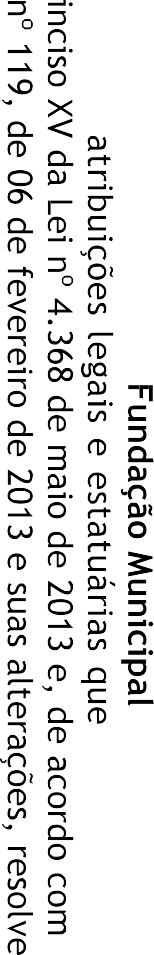 Fundação Municipal
atribuições legais e estatuárias que
inciso XV da Lei nº 4.368 de maio de 2013 e, de acordo com
nº 119, de 06 de fevereiro de 2013 e suas alterações, resolve